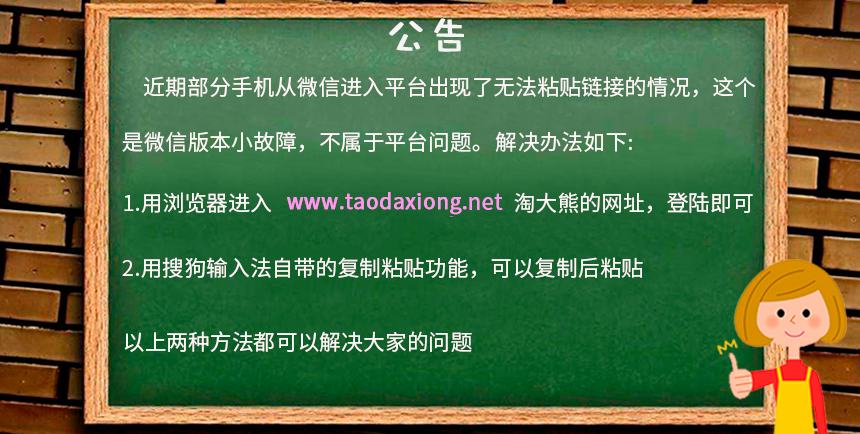 公告
近期部分手机从微信进入平台出现了无法粘贴链接的情况，这个
是微信版本小故障，不属于平台问题。解决办法如下:
1.用浏览器进入 www.taodaxiong.net 淘大熊的网址，登陆即可
2.用搜狗输入法自带的复制粘贴功能，可以复制后粘贴
以上两种方法都可以解决大家的问题